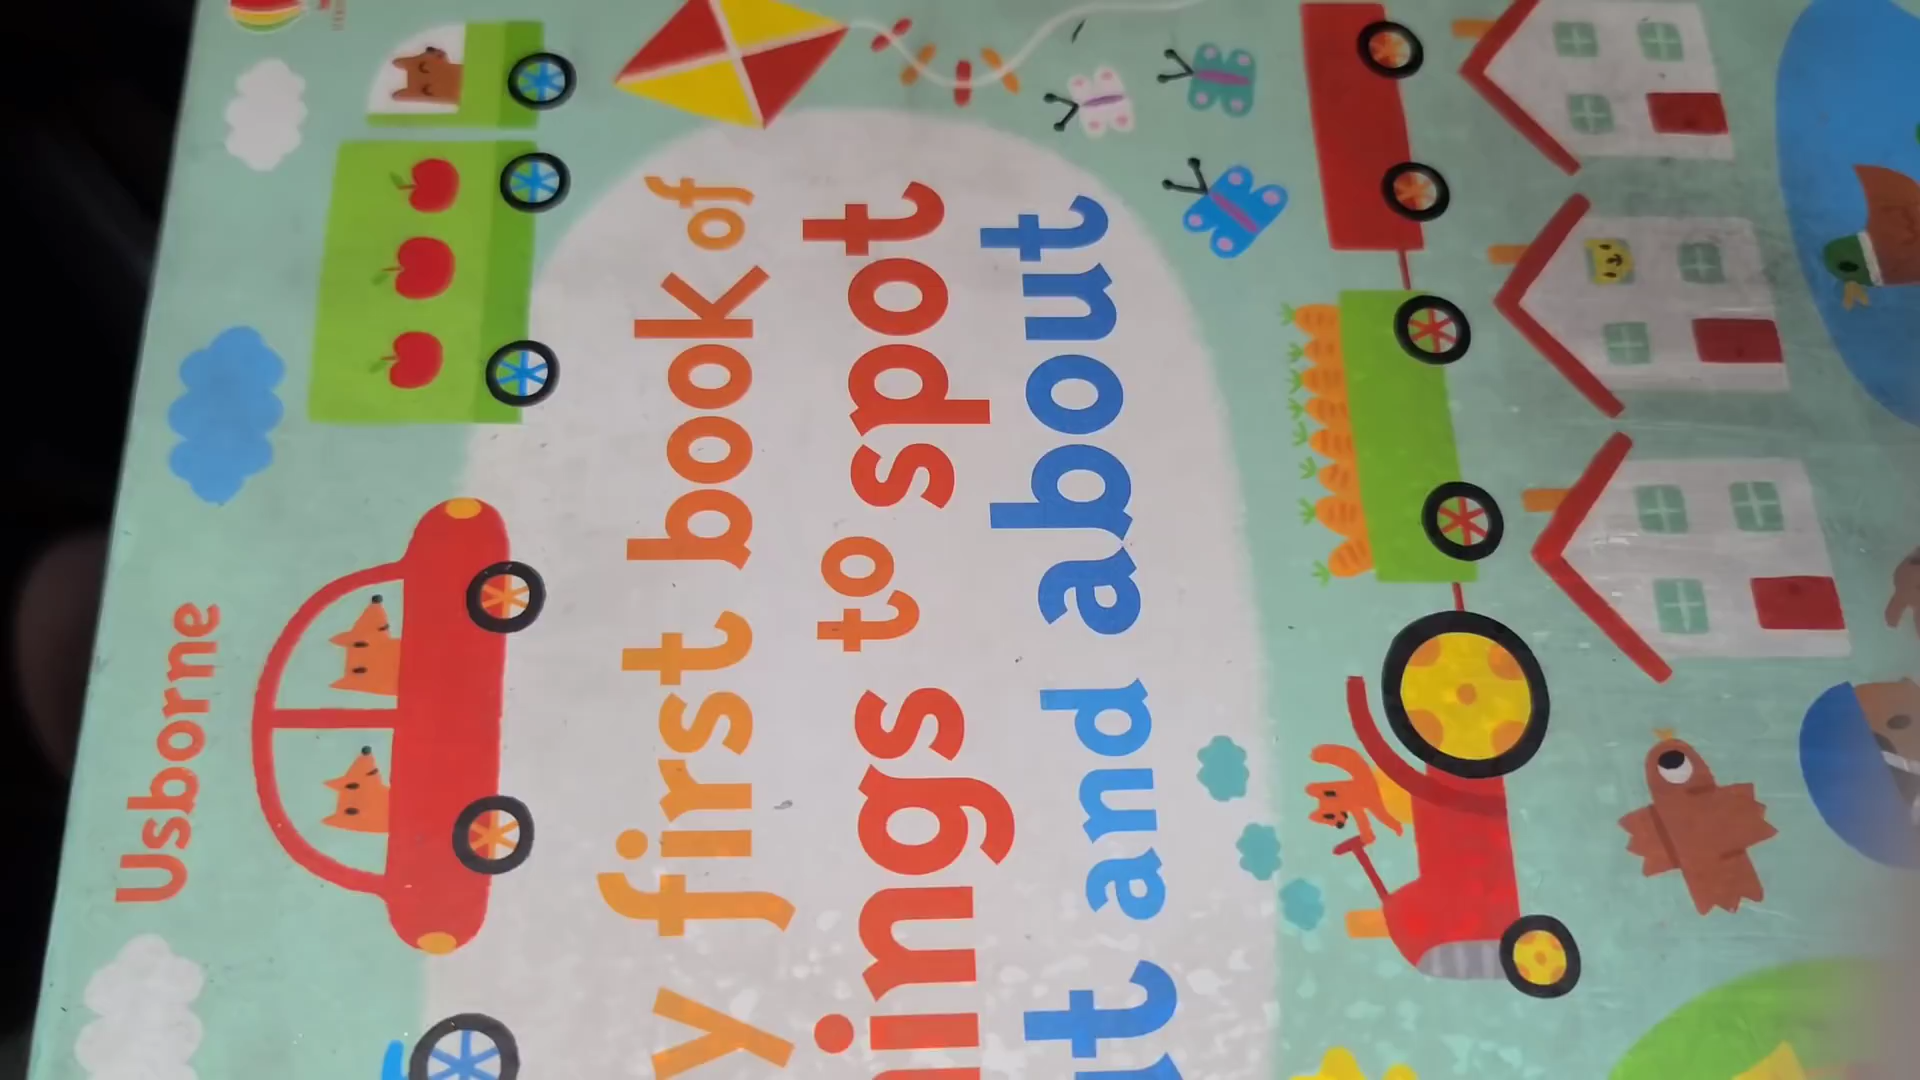 Usborne
y first book of
ings to spot
t and about